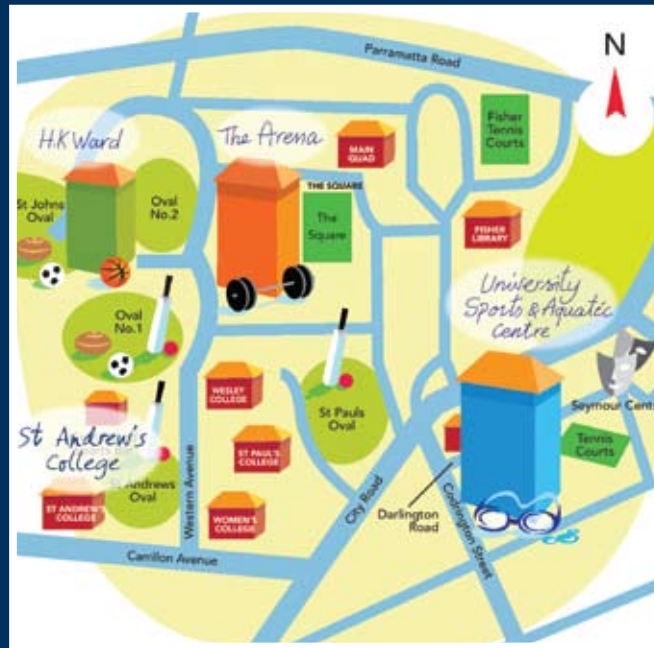 Parramatta Road
N
H.K Ward
The Arena
MAIN
QUAD
Fisher
Tennis
Courts
St Johns
Oval
Oval
No.2
THE SQUARE
The
Square
FISHER
LIBRARY
University
Sports & Aquatic
Centre
Oval
No.1
WESLEY
COLLEGE
St Pauls
Oval
Seymour
Tennis
Courts
St Andrew's
College
ST PAUL'S
COLLEGE
Andrews
Oval
ST ANDREW'S
COLLEGE
WOMEN'S
COLLEGE
Western Avenue
City Road
Darlington
Road
Codrington Street
Carrillon Avenue